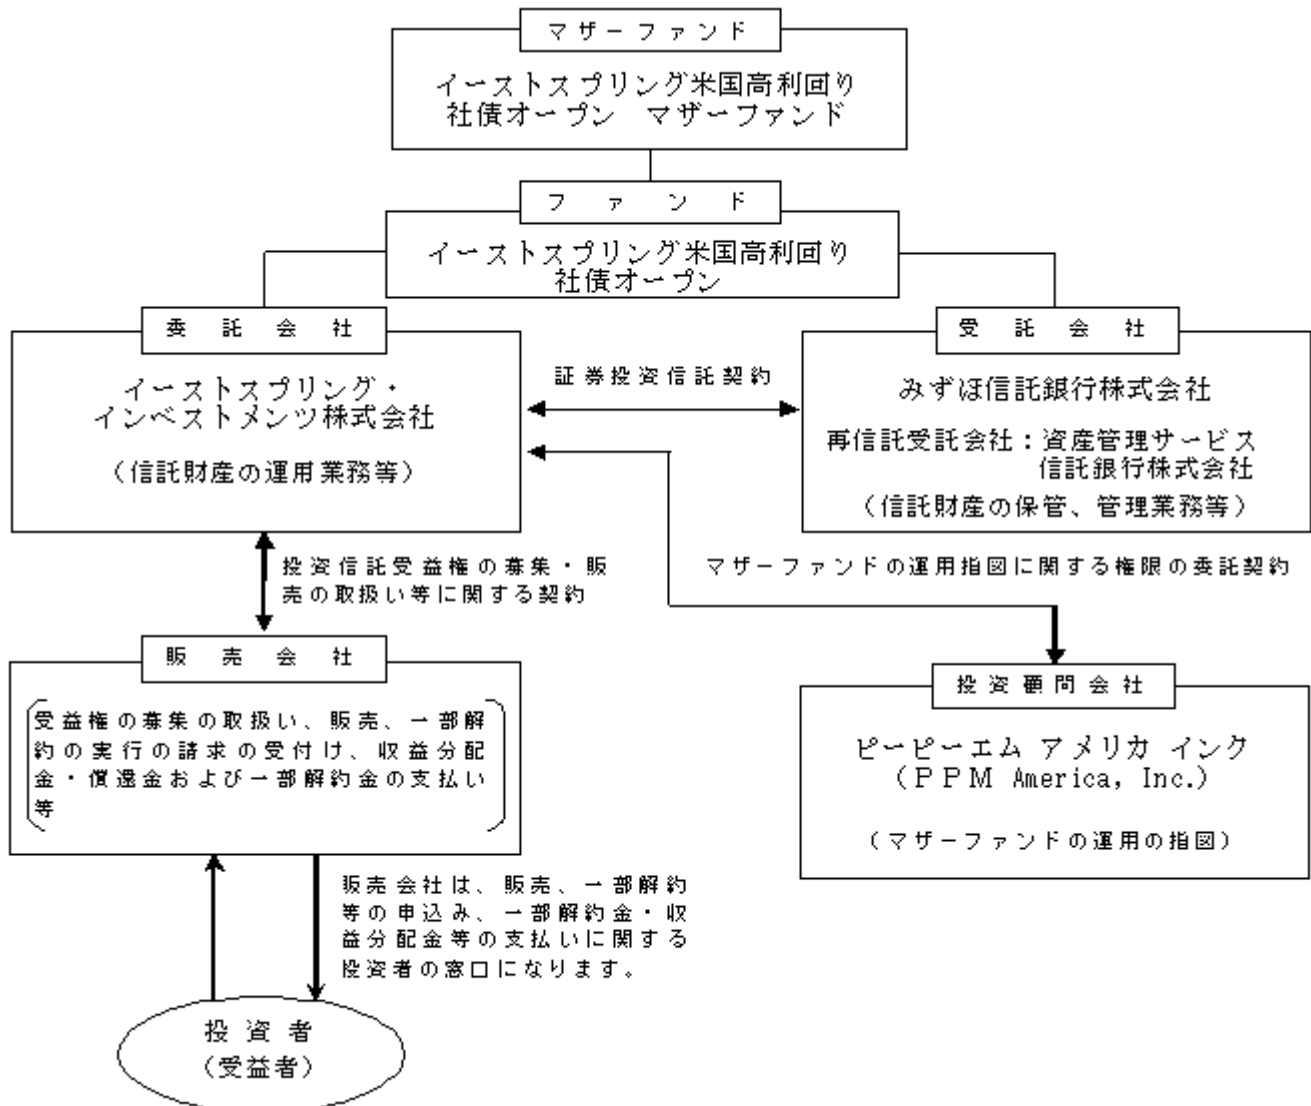 マザーファンド
イーストスプリング米国高利回り
社債オープン　マザーファンド
ファンド
イーストスプリング米国高利回り
社債オープン
委託会社
イーストスプリング・
インベストメンツ株式会社
（信託財産の運用業務等）
証券投資信託契約
受託会社
みずほ信託銀行株式会社
再信託受託会社：資産管理サービス
信託銀行株式会社
（信託財産の保管、管理業務等）
投資信託受益権の募集・販
売の取扱い等に関する契約
マザーファンドの運用指図に関する権限の委託契約
販売会社
受益権の募集の取扱い、販売、一部解
約の実行の請求の受付け、収益分配
金・償還金および一部解約金の支払い
等
投資顧問会社
ピーピーエム アメリカ インク
（ＰＰＭ America, Inc.）
（マザーファンドの運用の指図）
販売会社は、販売、一部解約
等の申込み、一部解約金・収
益分配金等の支払いに関する
投資者の窓口になります。
投資者
（受益者）